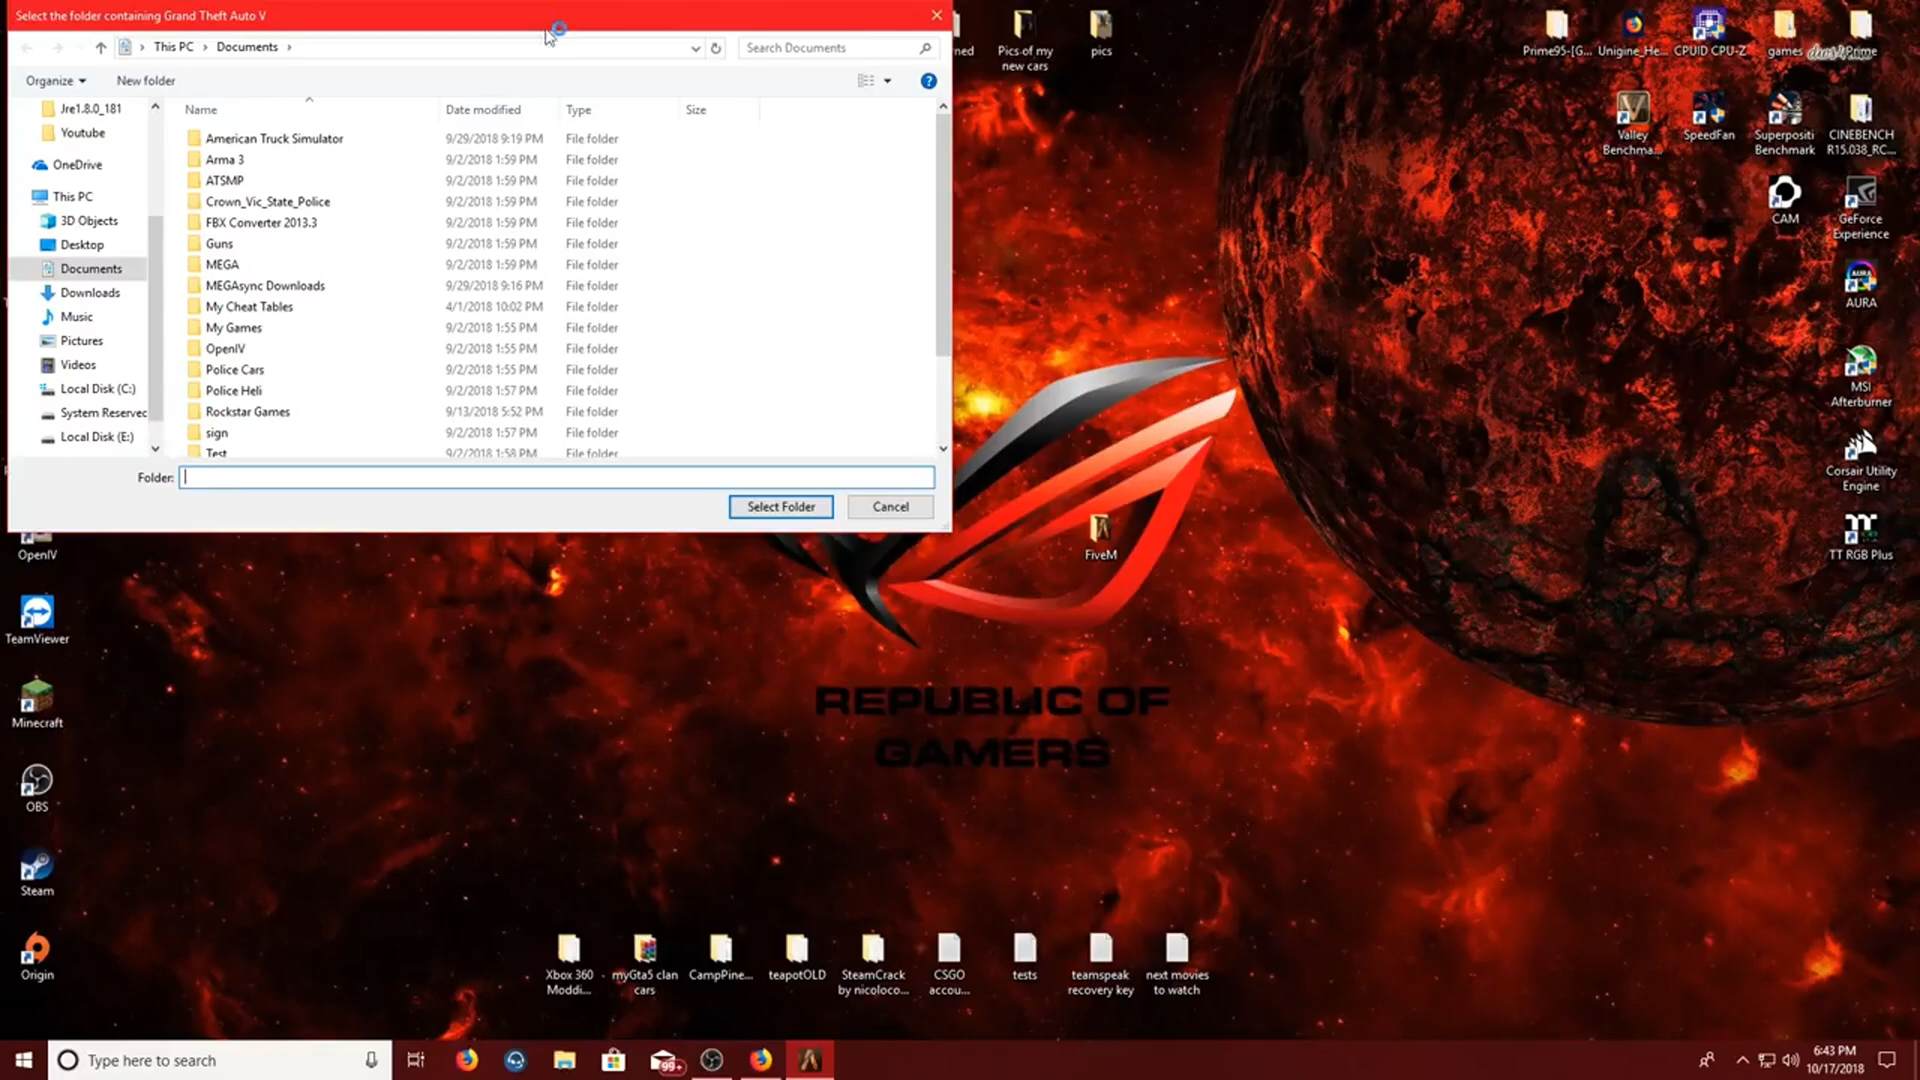 Select the folder containing Grand Theft Auto V
This PC
Documents
Search Documents
Organize
New folder
Jre1.8.0_181
Youtube
OneDrive
This PC
3D Objects
Desktop
Documents
Downloads
Music
Pictures
Videos
Local Disk (C:)
System Reserved
Local Disk (E:)
Name Date modified Type Size
American Truck Simulator 9/29/2018 9:19 PM File folder
Arma 3 9/2/2018 1:59 PM File folder
ATSMP 9/2/2018 1:59 PM File folder
Crown_Vic_State_Police 9/2/2018 1:59 PM File folder
FBX Converter 2013.3 9/2/2018 1:59 PM File folder
Guns 9/2/2018 1:59 PM File folder
MEGA 9/2/2018 1:59 PM File folder
MEGAsync Downloads 9/29/2018 9:16 PM File folder
My Cheat Tables 4/1/2018 10:02 PM File folder
My Games 9/2/2018 1:55 PM File folder
OpenIV 9/2/2018 1:55 PM File folder
Police Cars 9/2/2018 1:55 PM File folder
Police Heli 9/2/2018 1:57 PM File folder
Rockstar Games 9/13/2018 5:52 PM File folder
sign 9/2/2018 1:57 PM File folder
Test 9/2/2018 1:58 PM File folder
Folder:
Select Folder
Cancel
ned
Pics of my
new cars
pics
Prime95-[G...
Unigine_He...
CPUID CPU-Z
games
Prime
Valley
Benchma...
SpeedFan
Superpositi
Benchmark
CINEBENCH
R15.038_RC...
CAM
GeForce
Experience
AURA
AURA
MSI
Afterburner
Corsair Utility
Engine
TT RGB Plus
FiveM
REPUBLIC OF
GAMERS
OpenIV
TeamViewer
Minecraft
OBS
Steam
Origin
Xbox 360
Moddi...
myGta5 clan
cars
CampPine...
teapotOLD
SteamCrack
by nicoloco...
CSGO
accou...
tests
teamspeak
recovery key
next movies
to watch
Type here to search
99+
6:43 PM
10/17/2018